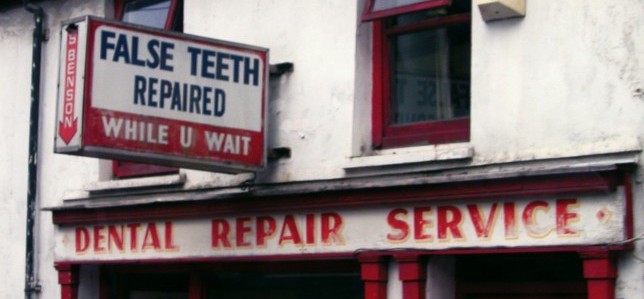 S BENSON
FALSE TEETH
REPAIRED
WHILE U WAIT
DENTAL REPAIR SERVICE